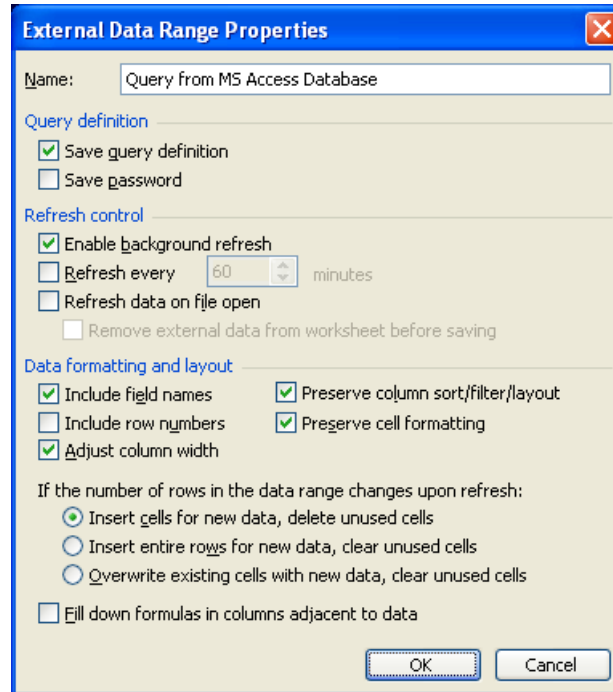 External Data Range Properties
Name: Query from MS Access Database
Query definition
Save query definition
Save password
Refresh control
Enable background refresh
Refresh every 60 minutes
Refresh data on file open
Remove external data from worksheet before saving
Data formatting and layout
Include field names Preserve column sort/filter/layout
Include row numbers Preserve cell formatting
Adjust column width
If the number of rows in the data range changes upon refresh:
Insert cells for new data, delete unused cells
Insert entire rows for new data, clear unused cells
Overwrite existing cells with new data, clear unused cells
Fill down formulas in columns adjacent to data
OK Cancel